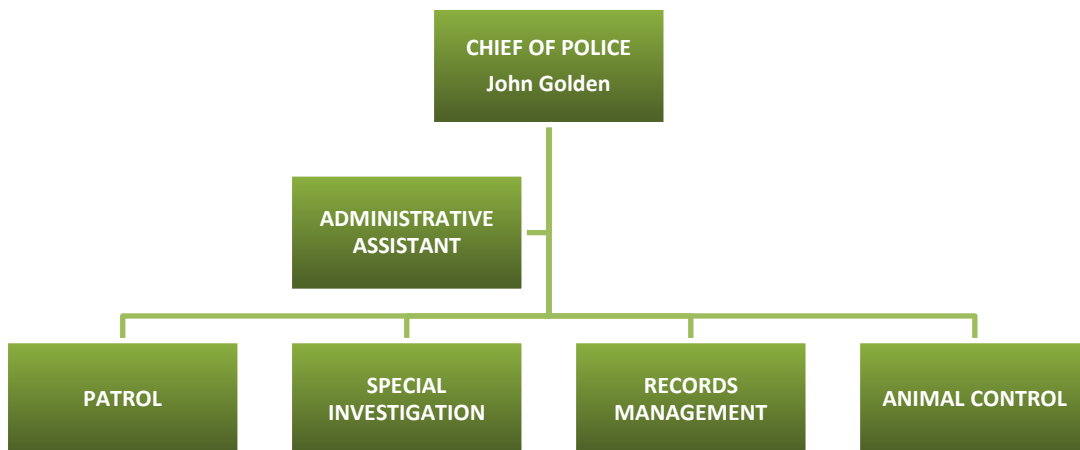 CHIEF OF POLICE
John Golden
ADMINISTRATIVE
ASSISTANT
PATROL
SPECIAL
INVESTIGATION
RECORDS
MANAGEMENT
ANIMAL CONTROL